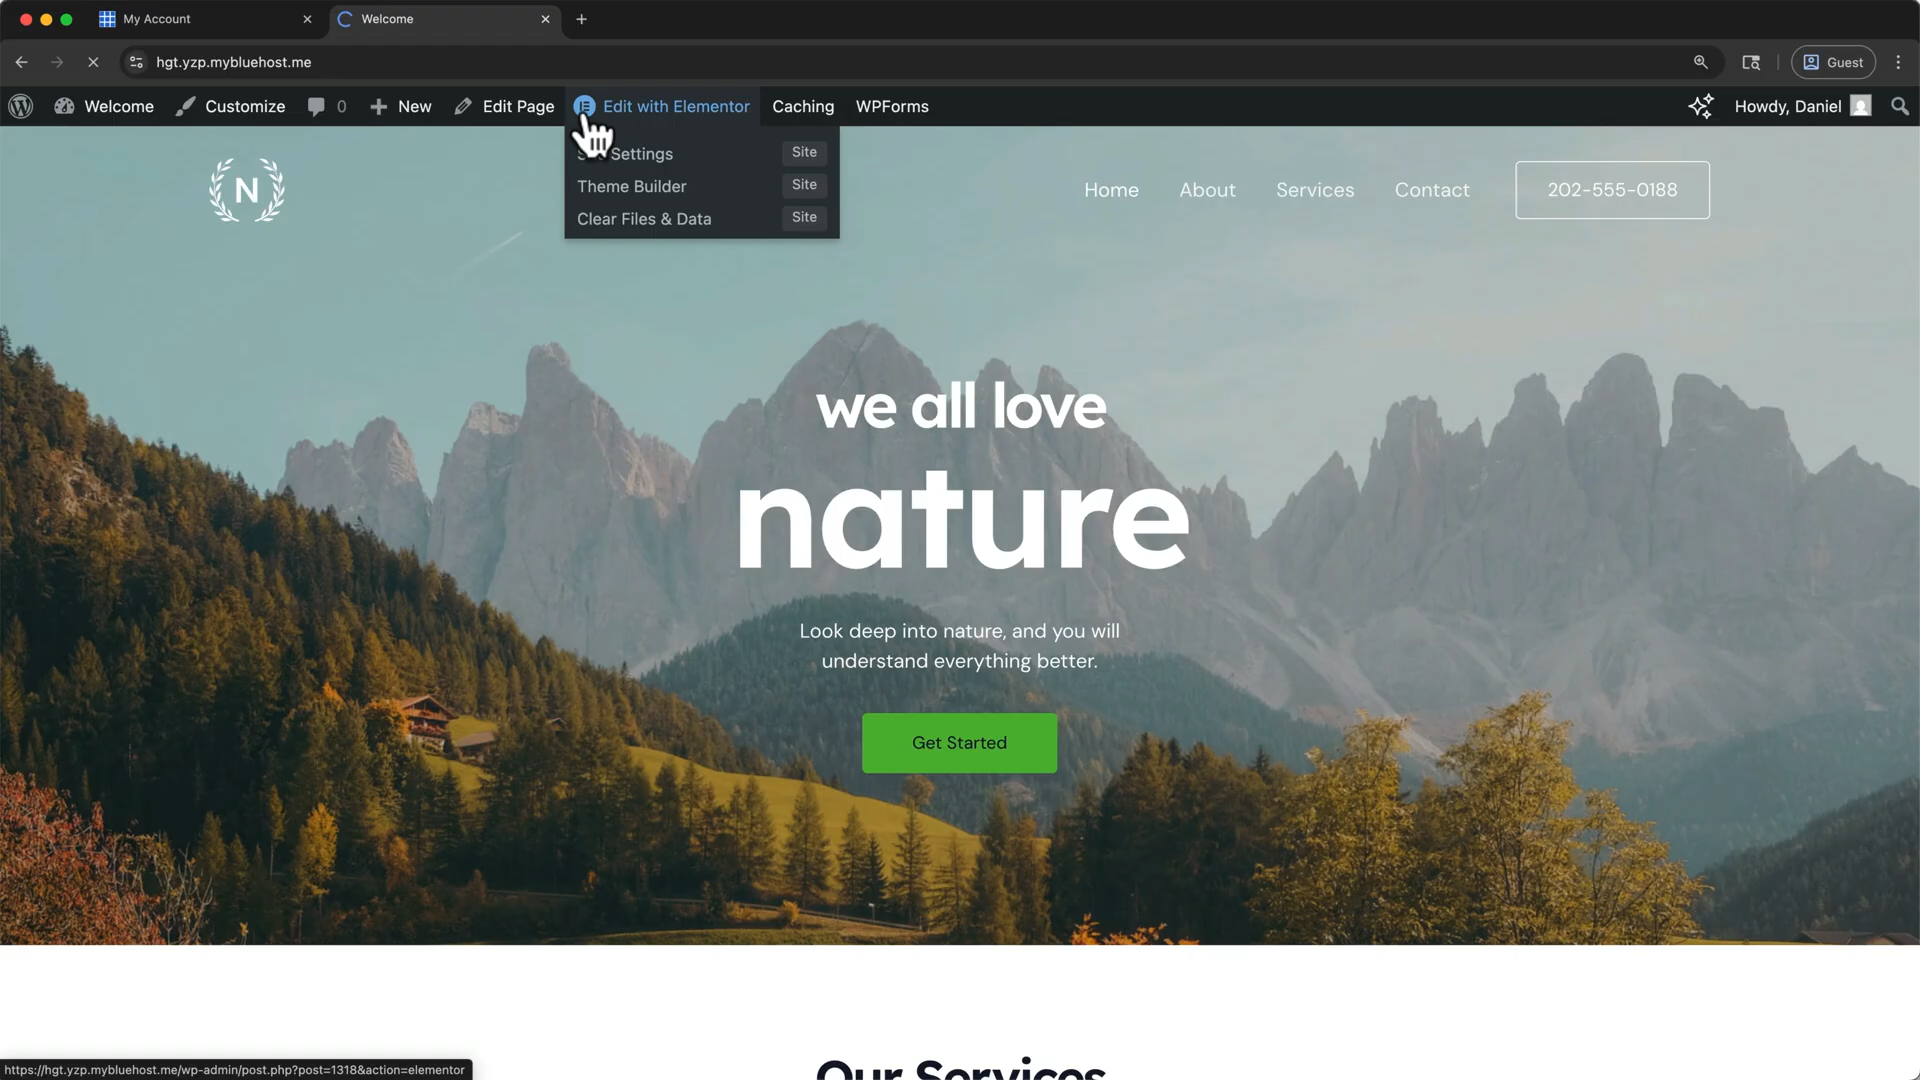 My Account
Welcome
hgt.yzp.mybluehost.me
Guest
Welcome
Customize
0
New
Edit Page
Edit with Elementor
Caching
WPForms
Howdy, Daniel
Settings
Site
Theme Builder
Site
Clear Files & Data
Site
N
Home
About
Services
Contact
202-555-0188
we all love
nature
Look deep into nature, and you will
understand everything better.
Get Started
Our Services
https://hgt.yzp.mybluehost.me/wp-admin/post.php?post=1318&action=elementor